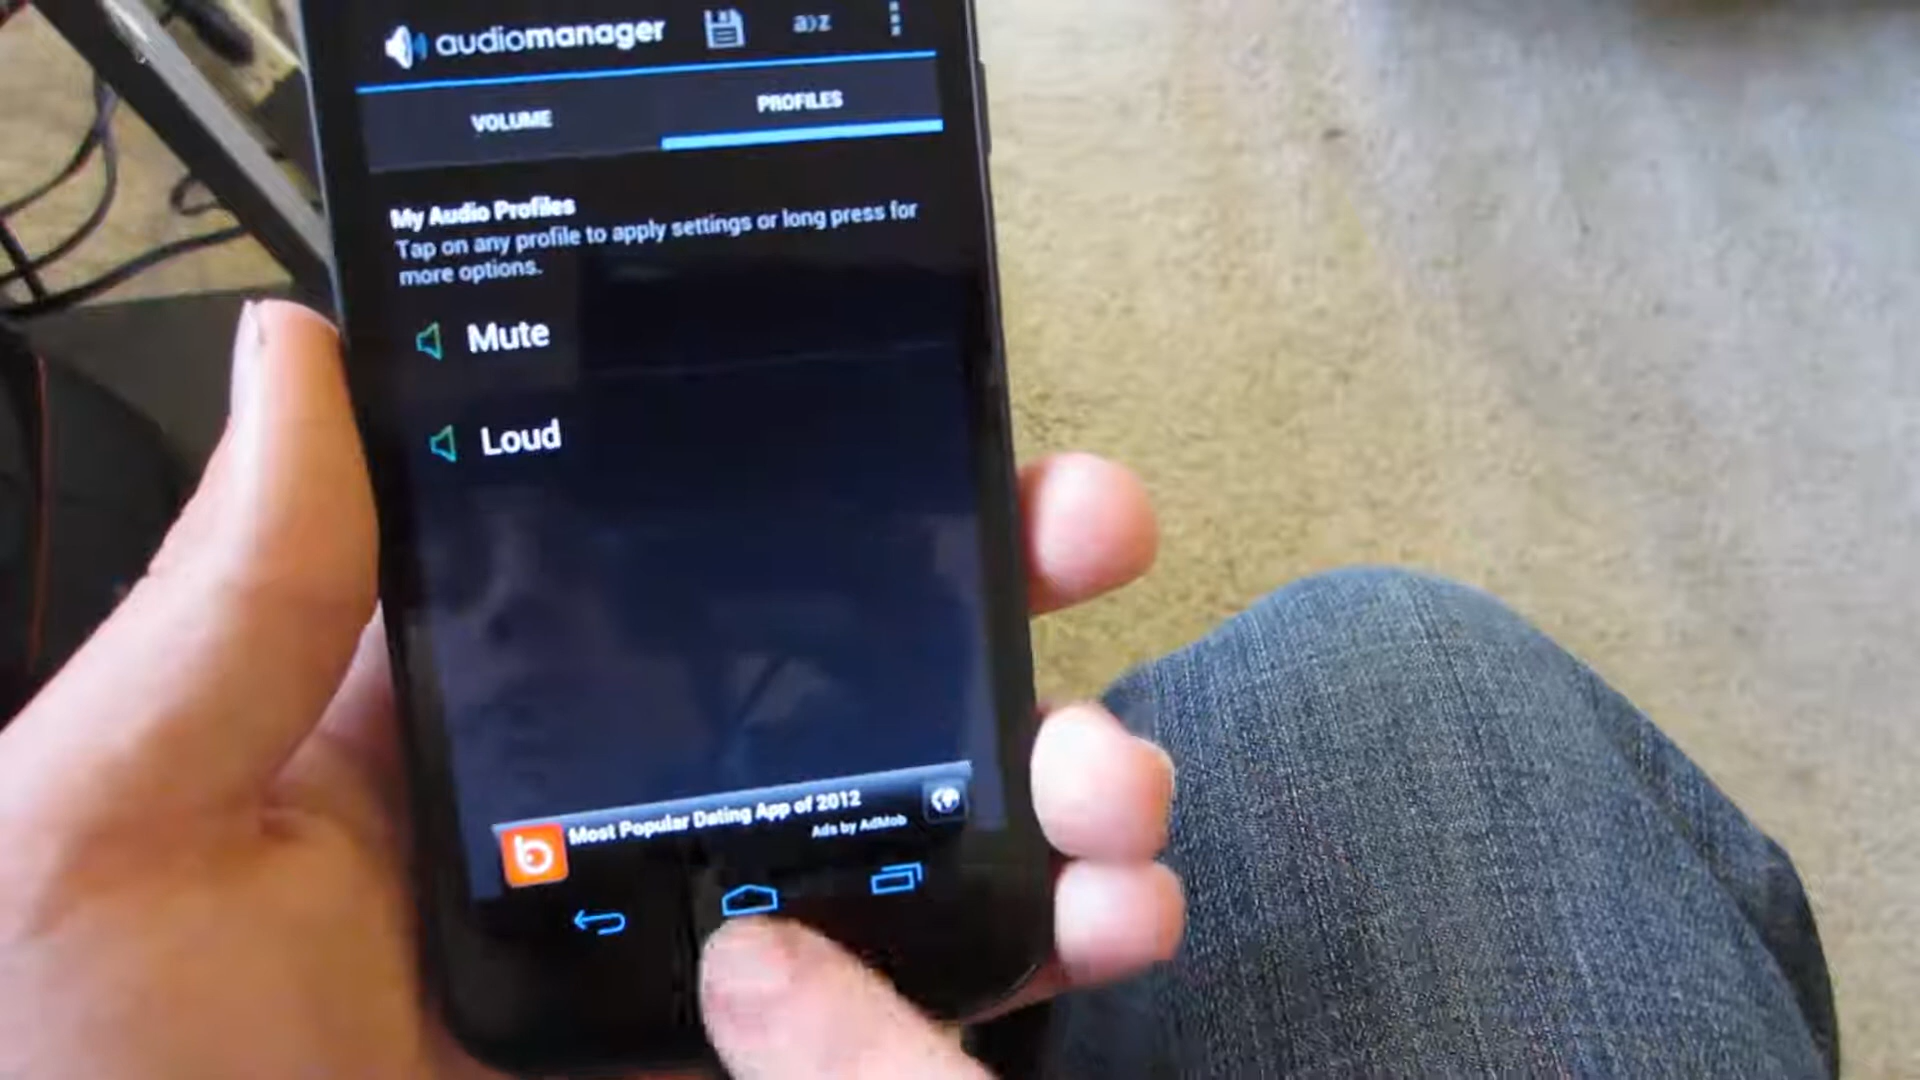 audiomanager a›z
VOLUME PROFILES
My Audio Profiles
Tap on any profile to apply settings or long press for
more options.
Mute
Loud
b Most Popular Dating App of 2012
Ads by AdMob